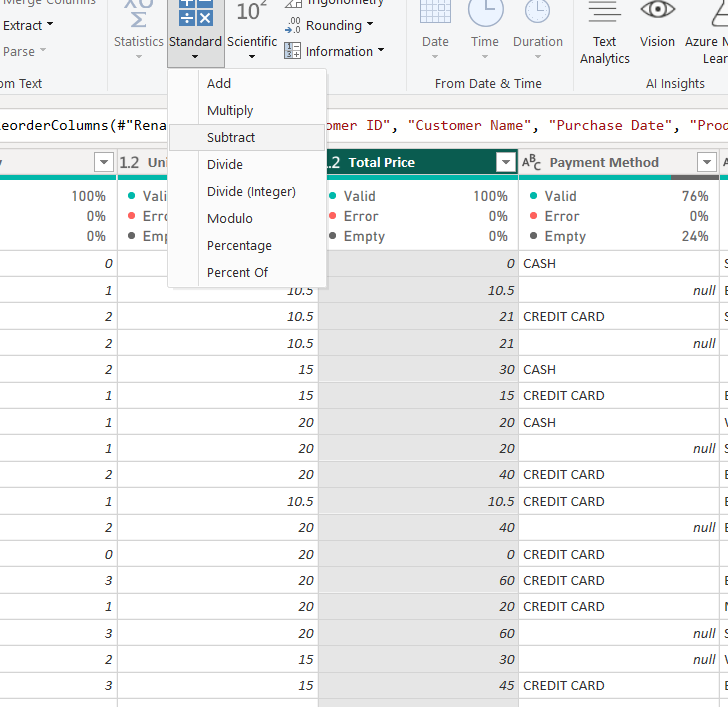 Merge Columns
Extract
Parse
Statistics
Standard
Scientific
10²
Trigonometry
Rounding
Information
Date
Time
Duration
Text
Analytics
Vision
Azure
From Date & Time
AI Insights
Text
Add
Multiply
Subtract
Divide
Divide (Integer)
Modulo
Percentage
Percent Of
ReorderColumns(#"Rena omer ID", "Customer Name", "Purchase Date", "Prod
1.2 Uni 1.2 Total Price ABC Payment Method
100% Vali Valid 100% Valid 76%
0% Erro Error 0% Error 0%
0% Emp Empty 0% Empty 24%
0 0 CASH
1 10.5 10.5 null
2 10.5 21 CREDIT CARD
2 10.5 21 null
2 15 30 CASH
1 15 15 CREDIT CARD
1 20 20 CASH
1 20 20 null
2 20 40 CREDIT CARD
1 10.5 10.5 CREDIT CARD
2 20 40 null
0 20 0 CREDIT CARD
3 20 60 CREDIT CARD
1 20 20 CREDIT CARD
3 20 60 null
2 15 30 null
3 15 45 CREDIT CARD